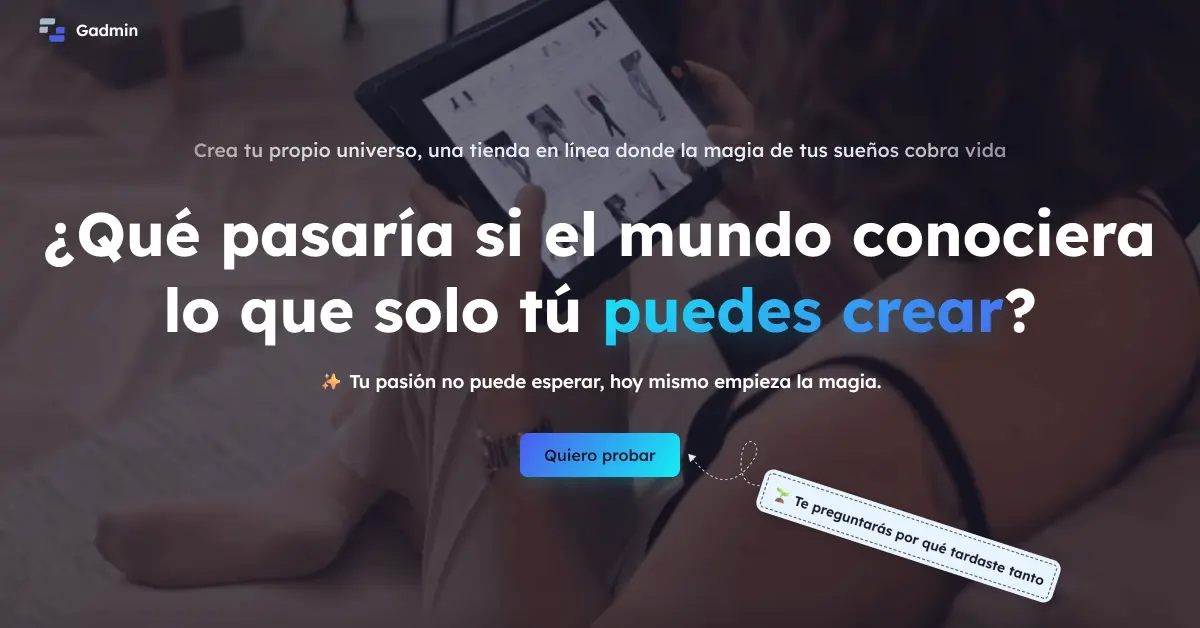 Gadmin
Crea tu propio universo, una tienda en línea donde la magia de tus sueños cobra vida
¿Qué pasaría si el mundo conociera
lo que solo tú puedes crear?
✨ Tu pasión no puede esperar, hoy mismo empieza la magia.
Quiero probar
🌱 Te preguntarás por qué tardaste tanto